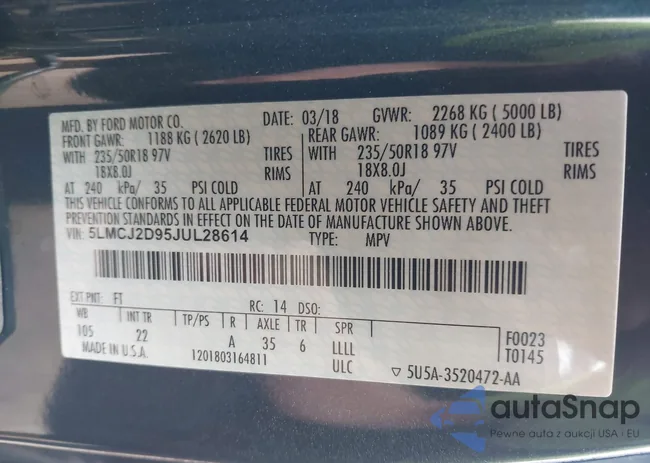 MFD. BY FORD MOTOR CO. DATE: 03/18 GVWR: 2268 KG ( 5000 LB)
FRONT GAWR: 1188 KG ( 2620 LB) REAR GAWR: 1089 KG ( 2400 LB)
WITH 235/50R18 97V TIRES WITH 235/50R18 97V TIRES
18X8.0J RIMS 18X8.0J RIMS
AT 240 kPa/ 35 PSI COLD AT 240 kPa/ 35 PSI COLD
THIS VEHICLE CONFORMS TO ALL APPLICABLE FEDERAL MOTOR VEHICLE SAFETY AND THEFT
PREVENTION STANDARDS IN EFFECT ON THE DATE OF MANUFACTURE SHOWN ABOVE.
VIN: 5LMCJ2D95JUL28614 TYPE: MPV
EXT PNT: FT RC: 14 DSO:
WB INT TR TP/PS R AXLE TR SPR F0023
105 22 A 35 6 LLLL T0145
MADE IN U.S.A. 1201803164811 ULC ▽ 5U5A-3520472-AA
autaSnap
Pewne auta z aukcji USA i EU